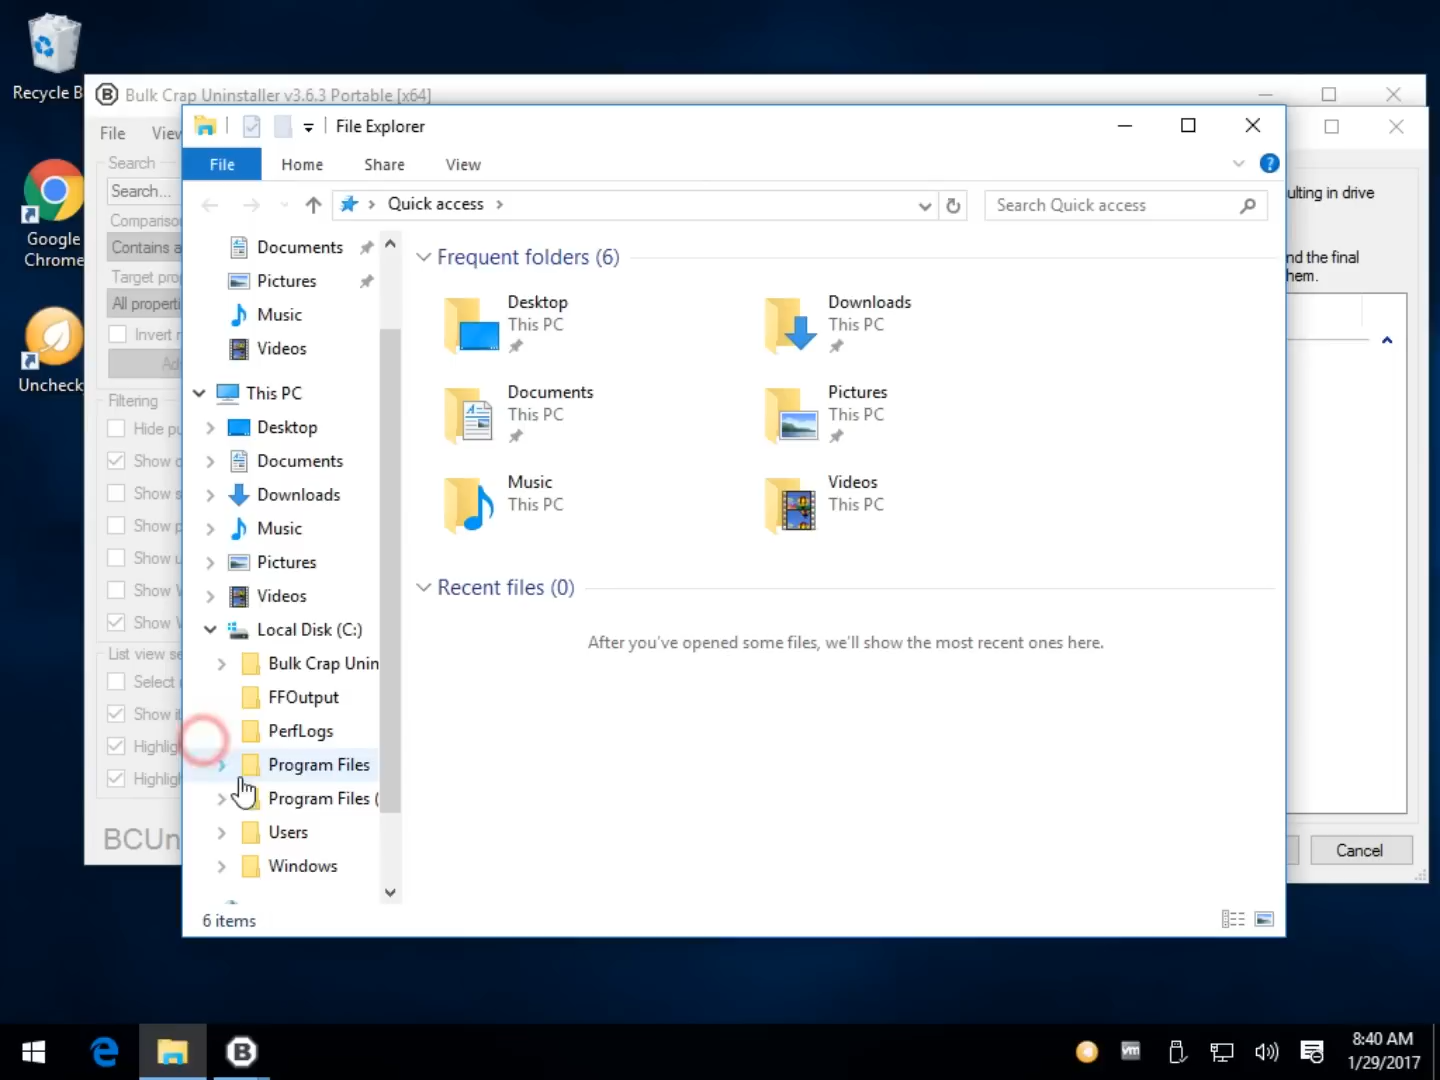 Recycle B
Bulk Crap Uninstaller v3.6.3 Portable [x64]
File
View
File Explorer
File
Home
Share
View
Search
Search...
Quick access
Search Quick access
ulting in drive
Google
Chrome
Comparison
Contains a
Documents
Frequent folders (6)
nd the final
hem.
Target prop
All properti
Pictures
Desktop
This PC
Downloads
This PC
Music
Invert
Videos
Ad
Unchecky
This PC
Documents
This PC
Pictures
This PC
Filtering
Hide pu
Desktop
Show
Documents
Show s
Downloads
Music
This PC
Videos
This PC
Show p
Music
Show u
Pictures
Show
Videos
Recent files (0)
Show
Local Disk (C:)
After you've opened some files, we'll show the most recent ones here.
List view se
Bulk Crap Unin
Select
FFOutput
Show it
PerfLogs
Highlig
Program Files
Highlig
Program Files (
BCUn
Users
Cancel
Windows
6 items
B
vm
8:40 AM
1/29/2017